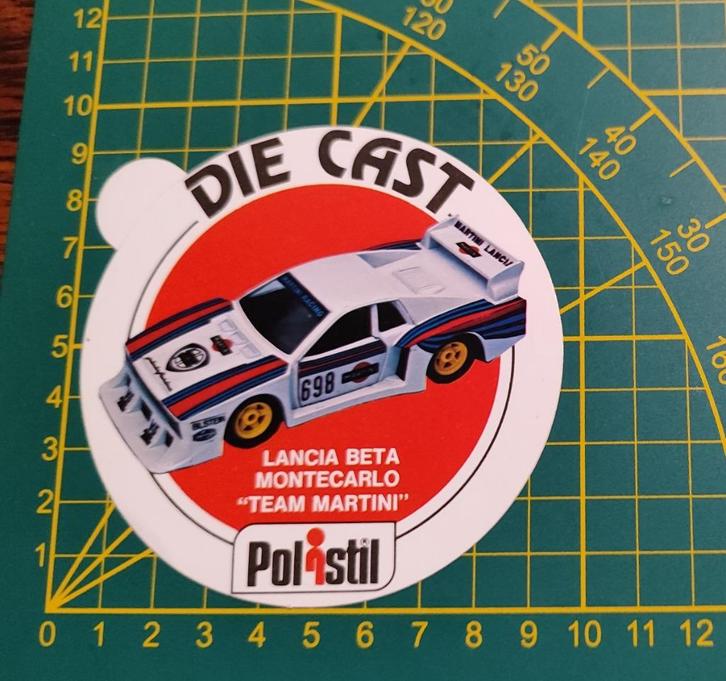 DIE CAST
MARTINI LANCIA
MARTINI RACING
698
MARTINI
LANCIA BETA
MONTECARLO
"TEAM MARTINI"
Polistil
12
11
10
9
8
7
6
5
4
3
2
1
0 1 2 3 4 5 6 7 8 9 10 11 12
120
50
130
40
140
30
150